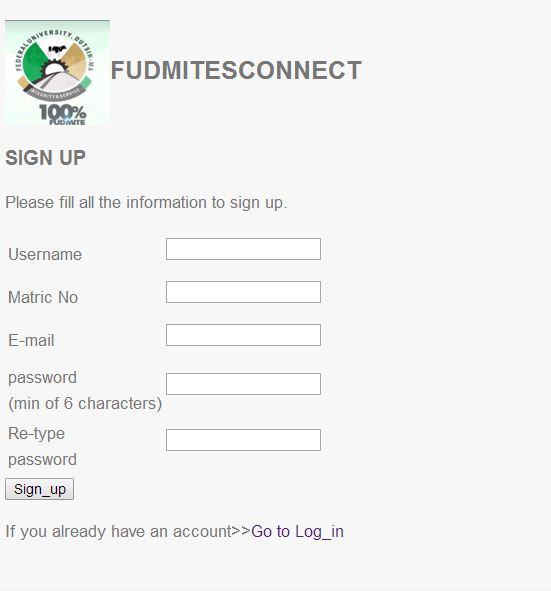 FEDERAL UNIVERSITY, DUTSIN-MA
INTEGRITY & SERVICE
100%
FUDMITE
FUDMITESCONNECT
SIGN UP
Please fill all the information to sign up.
Username
Matric No
E-mail
password
(min of 6 characters)
Re-type
password
Sign_up
If you already have an account>>Go to Log_in